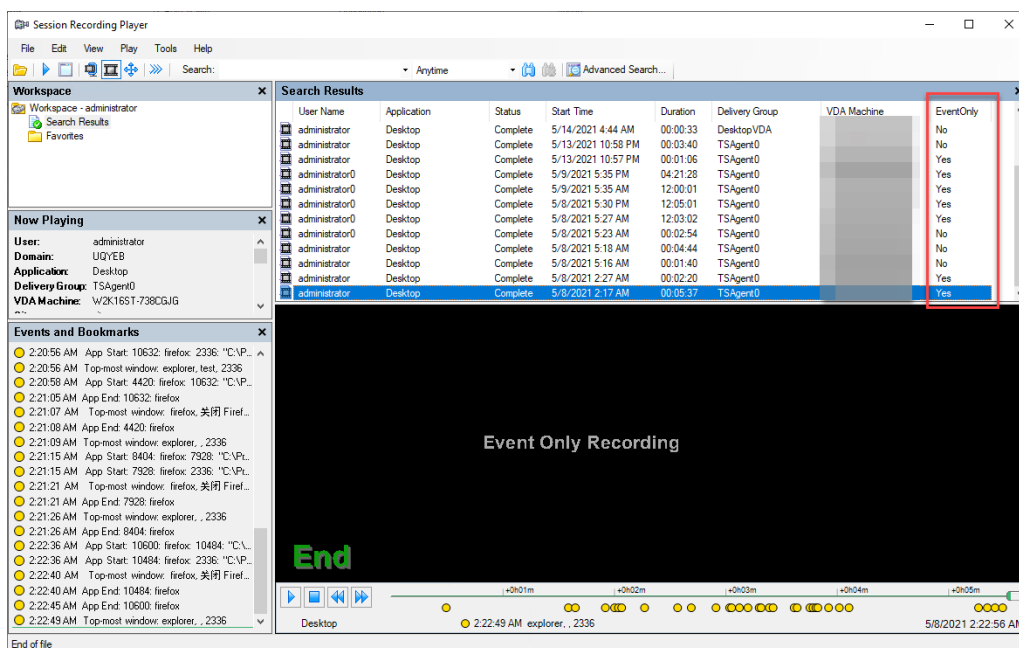 Session Recording Player
File Edit View Play Tools Help
Search: Anytime Advanced Search...
Workspace
Workspace - administrator
Search Results
Favorites
Now Playing
User: administrator
Domain: UQYEB
Application: Desktop
Delivery Group: TSAgent0
VDA Machine: W2K16ST-738CGJG
Events and Bookmarks
2:20:56 AM App Start: 10632: firefox: 2336: "C:\P...
2:20:56 AM Top-most window: explorer, test, 2336
2:20:58 AM App Start: 4420: firefox: 10632: "C:\P...
2:21:05 AM App End: 10632: firefox
2:21:07 AM Top-most window: firefox, 关闭 Firef...
2:21:08 AM App End: 4420: firefox
2:21:09 AM Top-most window: explorer, , 2336
2:21:15 AM App Start: 8404: firefox: 7928: "C:\Pr...
2:21:15 AM App Start: 7928: firefox: 2336: "C:\Pr...
2:21:21 AM Top-most window: firefox, 关闭 Firef...
2:21:21 AM App End: 7928: firefox
2:21:26 AM Top-most window: explorer, , 2336
2:21:26 AM App End: 8404: firefox
2:22:36 AM App Start: 10600: firefox: 10484: "C:\...
2:22:36 AM App Start: 10484: firefox: 2336: "C:\P...
2:22:40 AM Top-most window: firefox, 关闭 Firef...
2:22:40 AM App End: 10484: firefox
2:22:45 AM App End: 10600: firefox
2:22:49 AM Top-most window: explorer, , 2336
Search Results
User Name Application Status Start Time Duration Delivery Group VDA Machine EventOnly
administrator Desktop Complete 5/14/2021 4:44 AM 00:00:33 DesktopVDA No
administrator Desktop Complete 5/13/2021 10:58 PM 00:03:40 TSAgent0 No
administrator Desktop Complete 5/13/2021 10:57 PM 00:01:06 TSAgent0 Yes
administrator0 Desktop Complete 5/9/2021 5:35 PM 04:21:28 TSAgent0 Yes
administrator0 Desktop Complete 5/9/2021 5:35 AM 12:00:01 TSAgent0 Yes
administrator0 Desktop Complete 5/8/2021 5:30 PM 12:05:01 TSAgent0 Yes
administrator0 Desktop Complete 5/8/2021 5:27 AM 12:03:02 TSAgent0 Yes
administrator0 Desktop Complete 5/8/2021 5:23 AM 00:02:54 TSAgent0 No
administrator Desktop Complete 5/8/2021 5:18 AM 00:04:44 TSAgent0 No
administrator Desktop Complete 5/8/2021 5:16 AM 00:01:40 TSAgent0 No
administrator Desktop Complete 5/8/2021 2:27 AM 00:02:20 TSAgent0 Yes
administrator Desktop Complete 5/8/2021 2:17 AM 00:05:37 TSAgent0 Yes
Event Only Recording
End
+0h01m +0h02m +0h03m +0h04m +0h05m
Desktop 2:22:49 AM explorer, , 2336 5/8/2021 2:22:56 AM
End of file